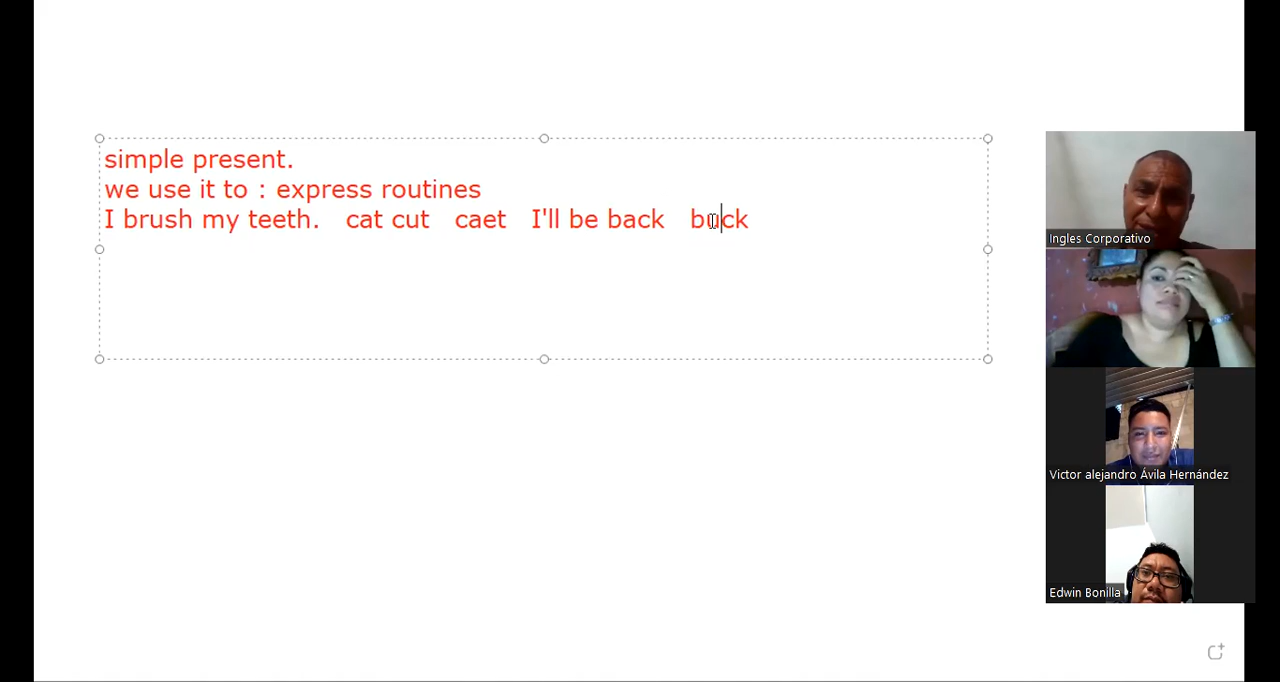 simple present.
we use it to : express routines
I brush my teeth.   cat cut   caet   I'll be back   buck
Ingles Corporativo
Victor alejandro Ávila Hernández
Edwin Bonilla